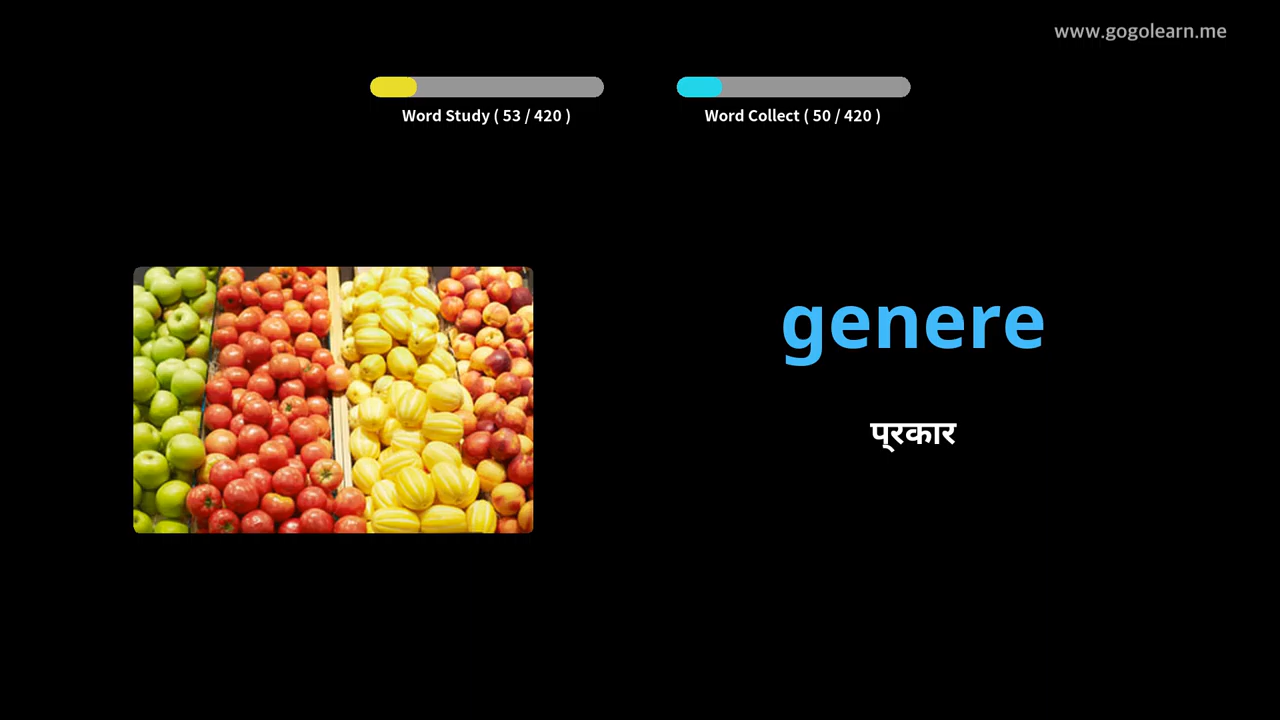 www.gogolearn.me
Word Study ( 53 / 420 )
Word Collect ( 50 / 420 )
genere
प्रकार